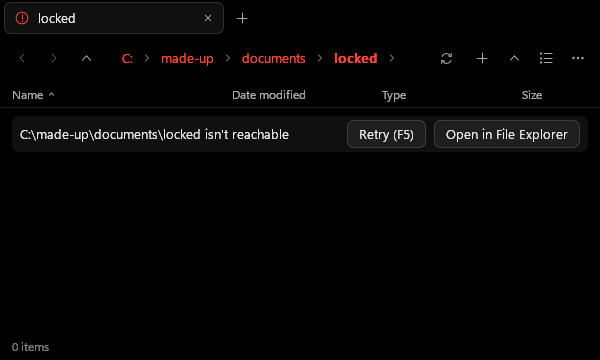 locked
C: made-up documents locked
Name Date modified Type Size
C:\made-up\documents\locked isn't reachable Retry (F5) Open in File Explorer
0 items